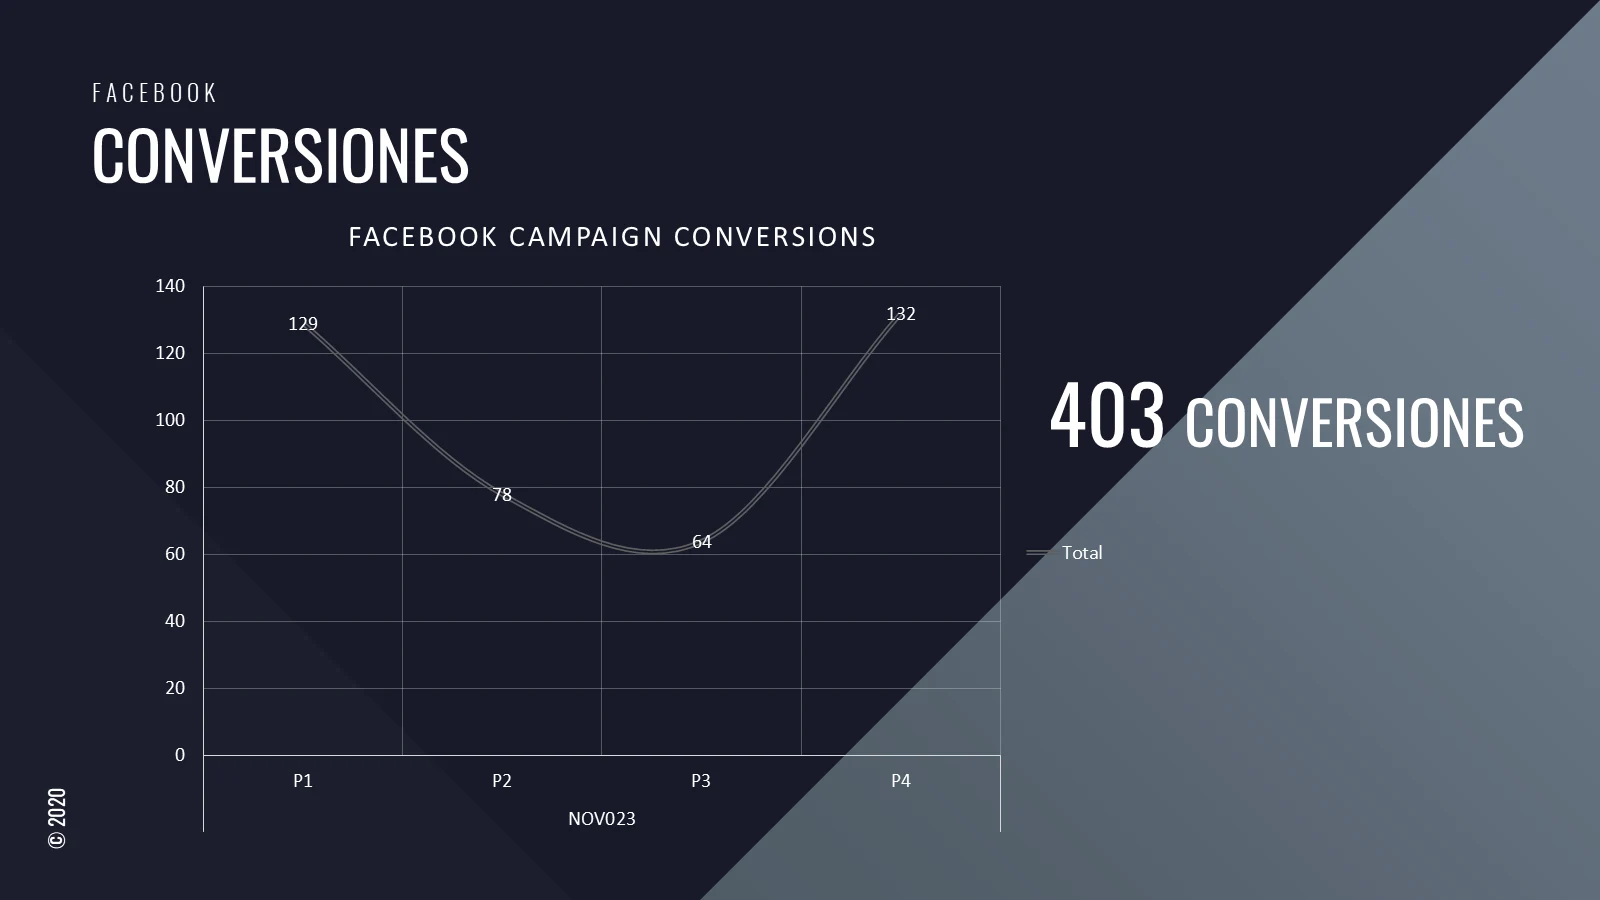 FACEBOOK
CONVERSIONES
FACEBOOK CAMPAIGN CONVERSIONS
140
120
100
80
60
40
20
0
129
78
64
132
P1 P2 P3 P4
NOV023
403 CONVERSIONES
Total
© 2020